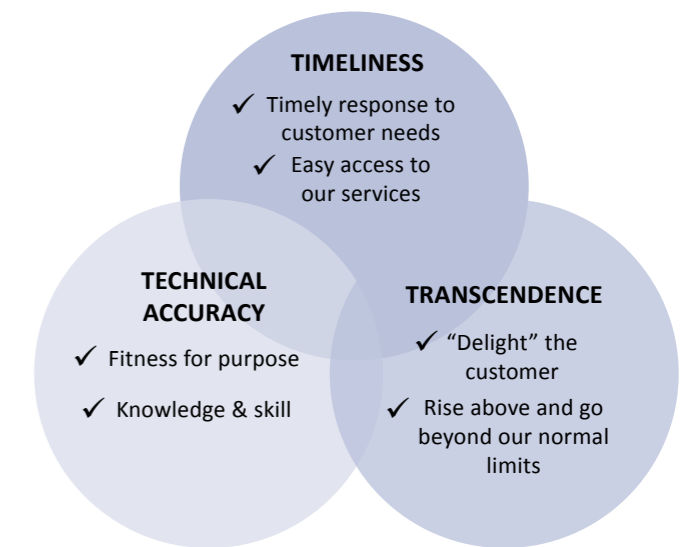 TIMELINESS
✓ Timely response to
customer needs
✓ Easy access to
our services
TECHNICAL
ACCURACY
✓ Fitness for purpose
✓ Knowledge & skill
TRANSCENDENCE
✓ “Delight” the
customer
✓ Rise above and go
beyond our normal
limits